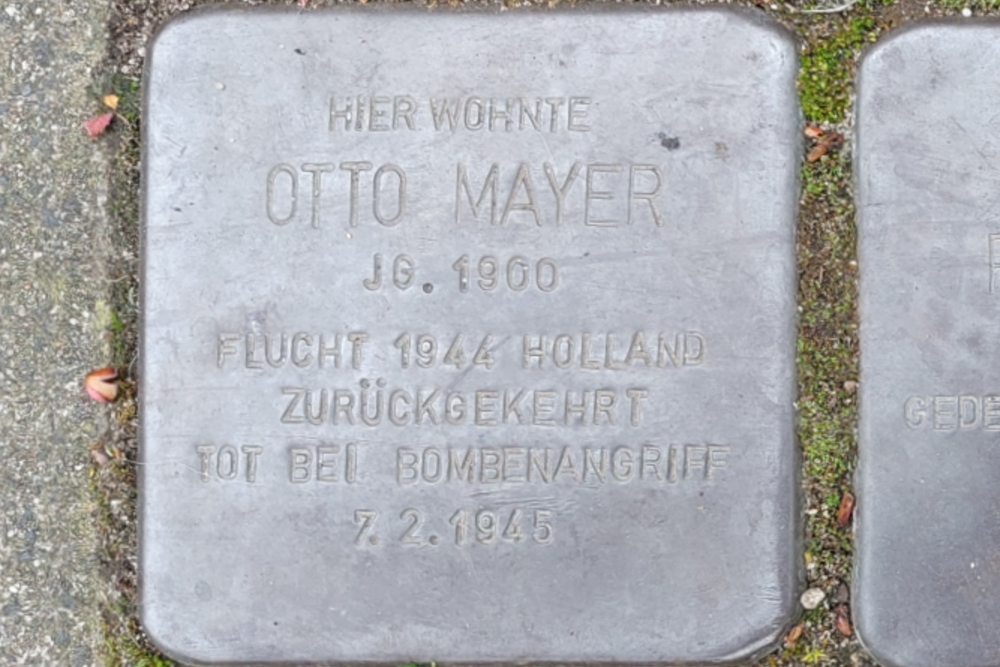 HIER WOHNTE
OTTO MAYER
JG. 1900
FLUCHT 1944 HOLLAND
ZURÜCKGEKEHRT
TOT BEI BOMBENANGRIFF
7.2.1945